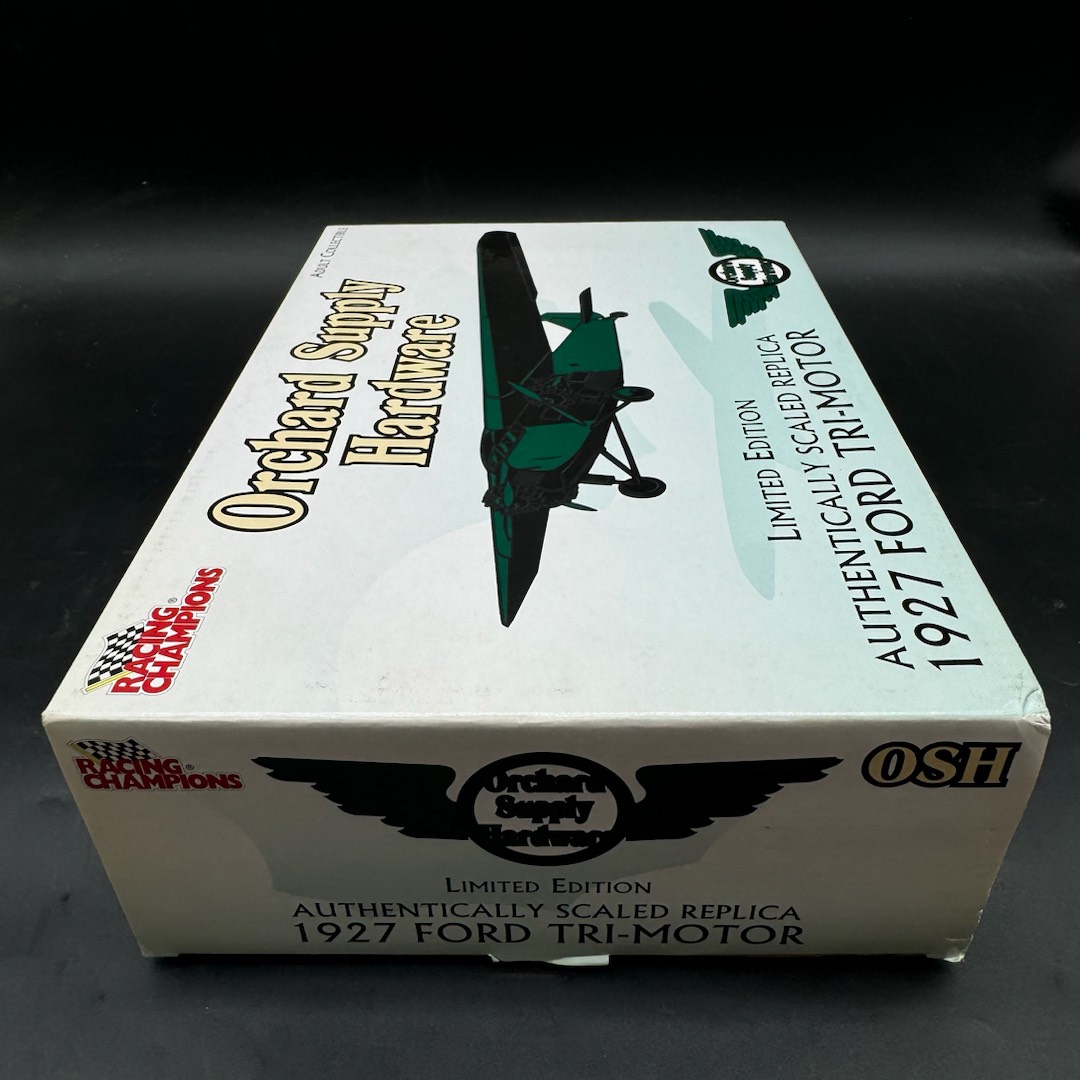 ADULT COLLECTIBLE
Orchard Supply
Hardware
RACING
CHAMPIONS®
LIMITED EDITION
AUTHENTICALLY SCALED REPLICA
1927 FORD TRI-MOTOR
RACING
CHAMPIONS®
Orchard
Supply
Hardware
OSH
LIMITED EDITION
AUTHENTICALLY SCALED REPLICA
1927 FORD TRI-MOTOR